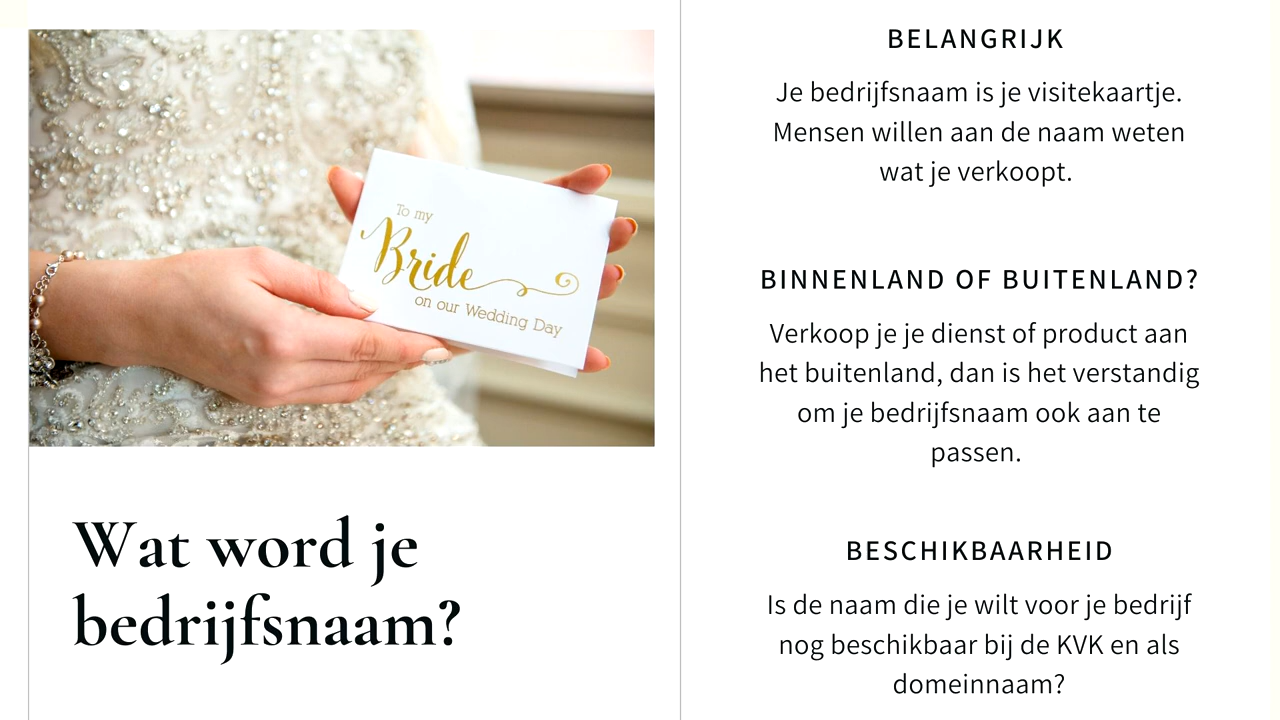 To my
Bride
on our Wedding Day
Wat word je
bedrijfsnaam?
BELANGRIJK
Je bedrijfsnaam is je visitekaartje.
Mensen willen aan de naam weten
wat je verkoopt.
BINNENLAND OF BUITENLAND?
Verkoop je je dienst of product aan
het buitenland, dan is het verstandig
om je bedrijfsnaam ook aan te
passen.
BESCHIKBAARHEID
Is de naam die je wilt voor je bedrijf
nog beschikbaar bij de KVK en als
domeinnaam?